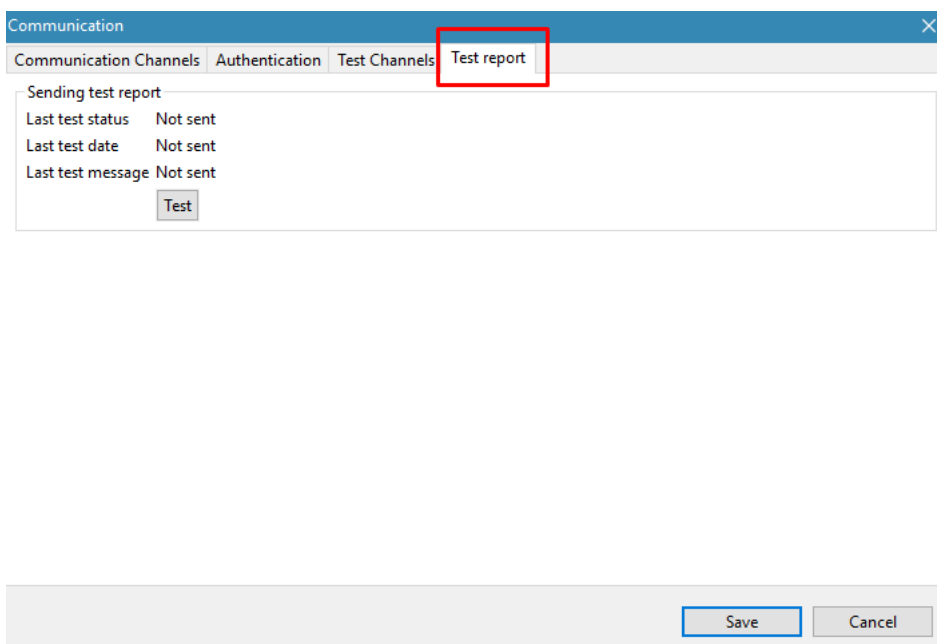 Communication
Communication Channels Authentication Test Channels Test report
Sending test report
Last test status Not sent
Last test date Not sent
Last test message Not sent
Test
Save Cancel